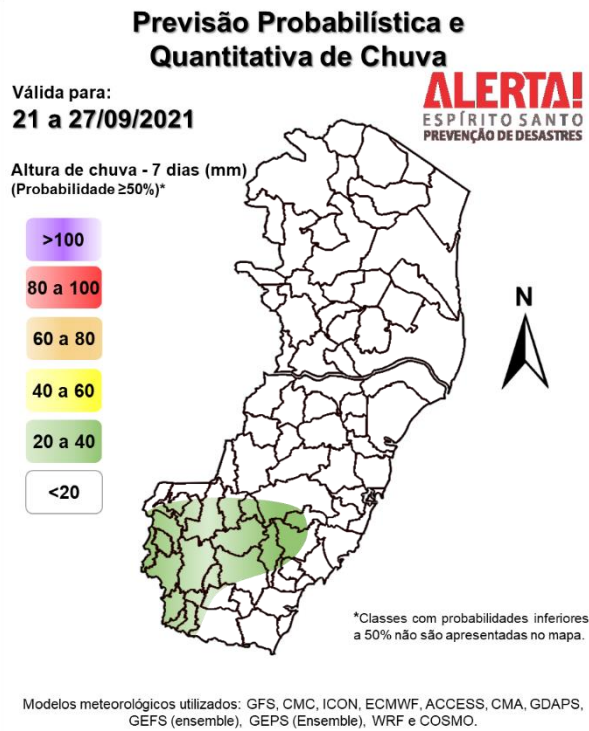 Previsão Probabilística e
Quantitativa de Chuva
Válida para:
21 a 27/09/2021
ALERTA!
ESPÍRITO SANTO
PREVENÇÃO DE DESASTRES
Altura de chuva - 7 dias (mm)
(Probabilidade ≥50%)*
>100
80 a 100
60 a 80
40 a 60
20 a 40
<20
N
*Classes com probabilidades inferiores
a 50% não são apresentadas no mapa.
Modelos meteorológicos utilizados: GFS, CMC, ICON, ECMWF, ACCESS, CMA, GDAPS,
GEFS (ensemble), GEPS (Ensemble), WRF e COSMO.